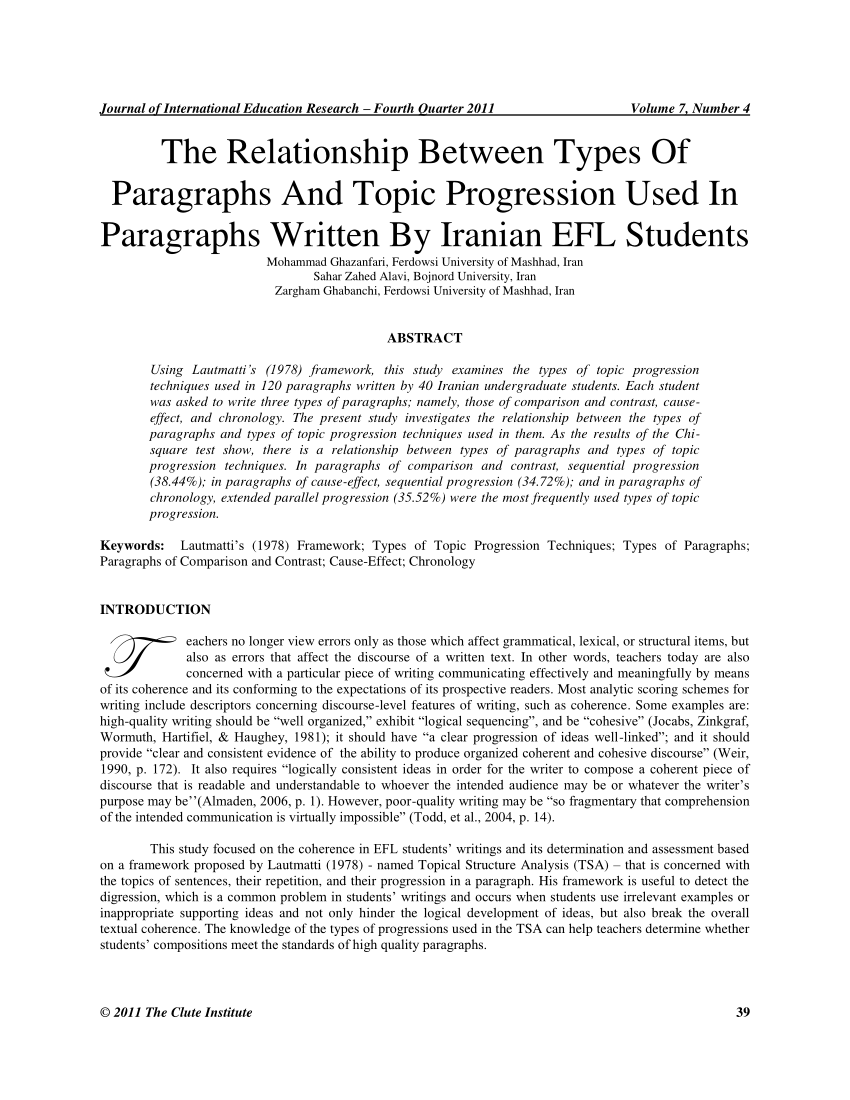 Journal of International Education Research – Fourth Quarter 2011 Volume 7, Number 4
The Relationship Between Types Of
Paragraphs And Topic Progression Used In
Paragraphs Written By Iranian EFL Students
Mohammad Ghazanfari, Ferdowsi University of Mashhad, Iran
Sahar Zahed Alavi, Bojnord University, Iran
Zargham Ghabanchi, Ferdowsi University of Mashhad, Iran
ABSTRACT
Using Lautmatti’s (1978) framework, this study examines the types of topic progression
techniques used in 120 paragraphs written by 40 Iranian undergraduate students. Each student
was asked to write three types of paragraphs; namely, those of comparison and contrast, cause-
effect, and chronology. The present study investigates the relationship between the types of
paragraphs and types of topic progression techniques used in them. As the results of the Chi-
square test show, there is a relationship between types of paragraphs and types of topic
progression techniques. In paragraphs of comparison and contrast, sequential progression
(38.44%); in paragraphs of cause-effect, sequential progression (34.72%); and in paragraphs of
chronology, extended parallel progression (35.52%) were the most frequently used types of topic
progression.
Keywords: Lautmatti’s (1978) Framework; Types of Topic Progression Techniques; Types of Paragraphs;
Paragraphs of Comparison and Contrast; Cause-Effect; Chronology
INTRODUCTION
Teachers no longer view errors only as those which affect grammatical, lexical, or structural items, but
also as errors that affect the discourse of a written text. In other words, teachers today are also
concerned with a particular piece of writing communicating effectively and meaningfully by means
of its coherence and its conforming to the expectations of its prospective readers. Most analytic scoring schemes for
writing include descriptors concerning discourse-level features of writing, such as coherence. Some examples are:
high-quality writing should be “well organized,” exhibit “logical sequencing”, and be “cohesive” (Jocabs, Zinkgraf,
Wormuth, Hartifiel, & Haughey, 1981); it should have “a clear progression of ideas well-linked”; and it should
provide “clear and consistent evidence of the ability to produce organized coherent and cohesive discourse” (Weir,
1990, p. 172). It also requires “logically consistent ideas in order for the writer to compose a coherent piece of
discourse that is readable and understandable to whoever the intended audience may be or whatever the writer’s
purpose may be’’(Almaden, 2006, p. 1). However, poor-quality writing may be “so fragmentary that comprehension
of the intended communication is virtually impossible” (Todd, et al., 2004, p. 14).
This study focused on the coherence in EFL students’ writings and its determination and assessment based
on a framework proposed by Lautmatti (1978) - named Topical Structure Analysis (TSA) – that is concerned with
the topics of sentences, their repetition, and their progression in a paragraph. His framework is useful to detect the
digression, which is a common problem in students’ writings and occurs when students use irrelevant examples or
inappropriate supporting ideas and not only hinder the logical development of ideas, but also break the overall
textual coherence. The knowledge of the types of progressions used in the TSA can help teachers determine whether
students’ compositions meet the standards of high quality paragraphs.
© 2011 The Clute Institute 39